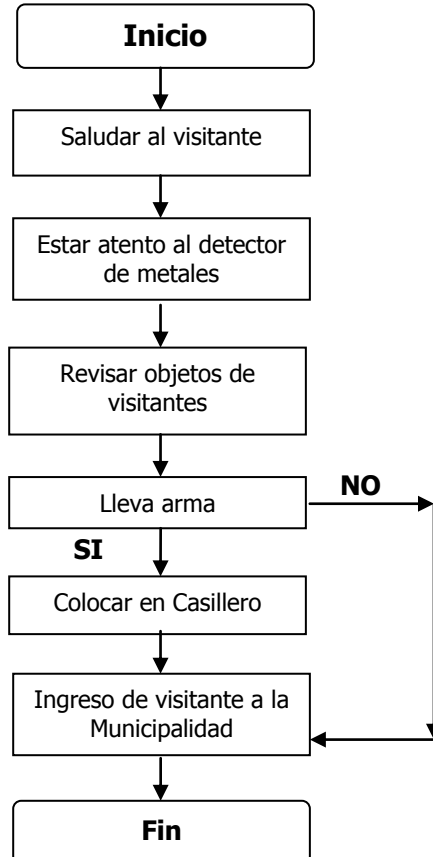 Inicio
Saludar al visitante
Estar atento al detector
de metales
Revisar objetos de
visitantes
Lleva arma
NO
SI
Colocar en Casillero
Ingreso de visitante a la
Municipalidad
Fin